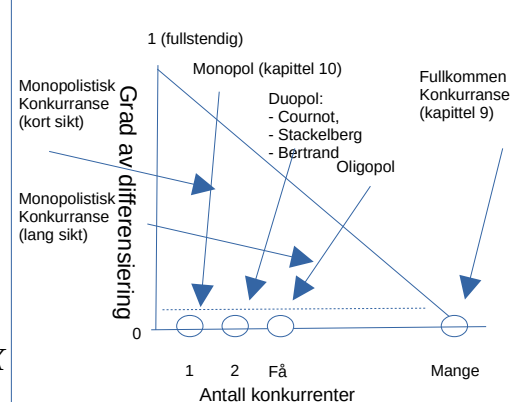 1 (fullstendig)
Monopol (kapittel 10)
Monopolistisk
Konkurranse
(kort sikt)
Duopol:
- Cournot,
- Stackelberg
- Bertrand
Oligopol
Fullkommen
Konkurranse
(kapittel 9)
Monopolistisk
Konkurranse
(lang sikt)
Grad av differensiering
0
1 2 Få Mange
Antall konkurrenter